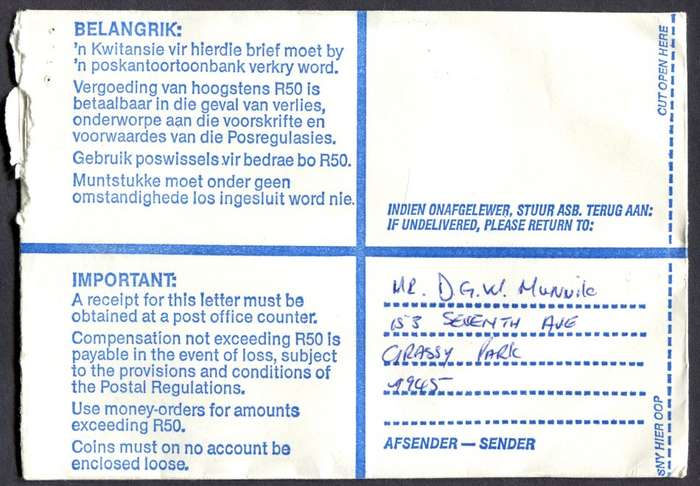 BELANGRIK:
'n Kwitansie vir hierdie brief moet by
'n poskantoortoonbank verkry word.
Vergoeding van hoogstens R50 is
betaalbaar in die geval van verlies,
onderworpe aan die voorskrifte en
voorwaardes van die Posregulasies.
Gebruik poswissels vir bedrae bo R50.
Muntstukke moet onder geen
omstandighede los ingesluit word nie.
CUT OPEN HERE
INDIEN ONAFGELEWER, STUUR ASB. TERUG AAN:
IF UNDELIVERED, PLEASE RETURN TO:
IMPORTANT:
A receipt for this letter must be
obtained at a post office counter.
Compensation not exceeding R50 is
payable in the event of loss, subject
to the provisions and conditions of
the Postal Regulations.
Use money-orders for amounts
exceeding R50.
Coins must on no account be
enclosed loose.
MR. D G.W. Munnik
153 SEVENTH AVE
GRASSY PARK
7945
AFSENDER — SENDER
SNY HIER OOP